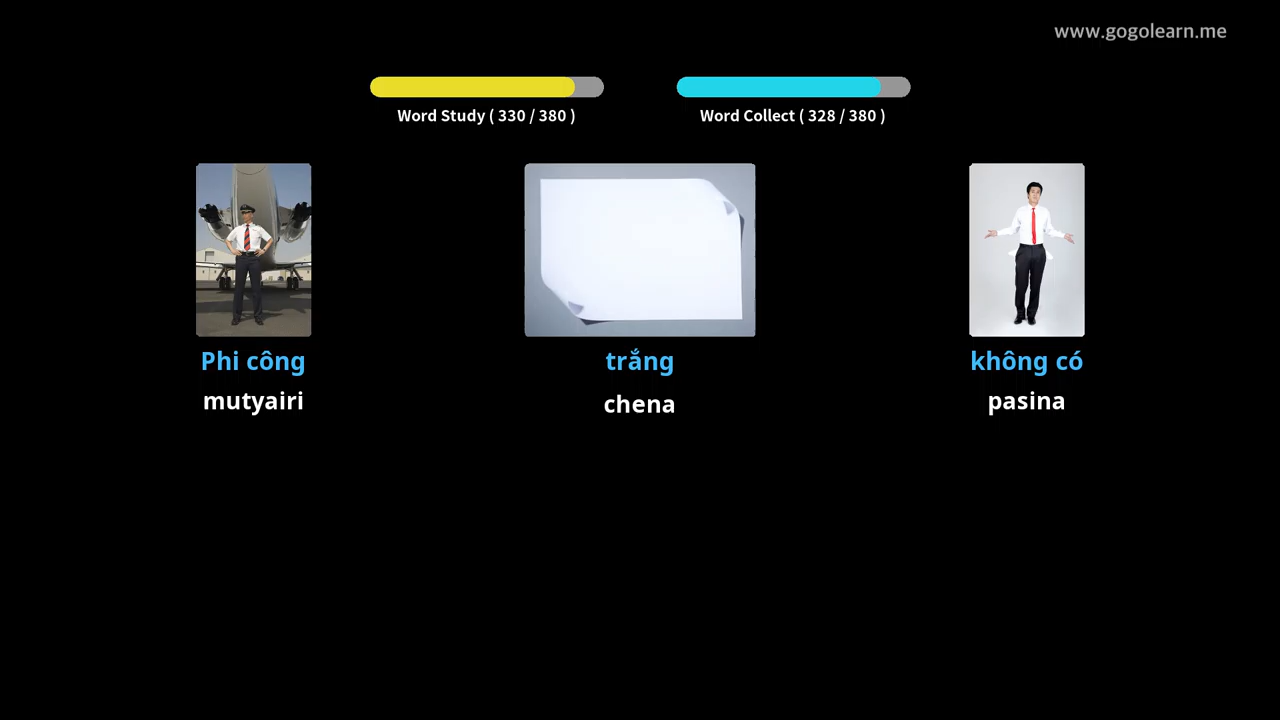 www.gogolearn.me
Word Study ( 330 / 380 )
Word Collect ( 328 / 380 )
Phi công
trắng
không có
mutyairi
chena
pasina